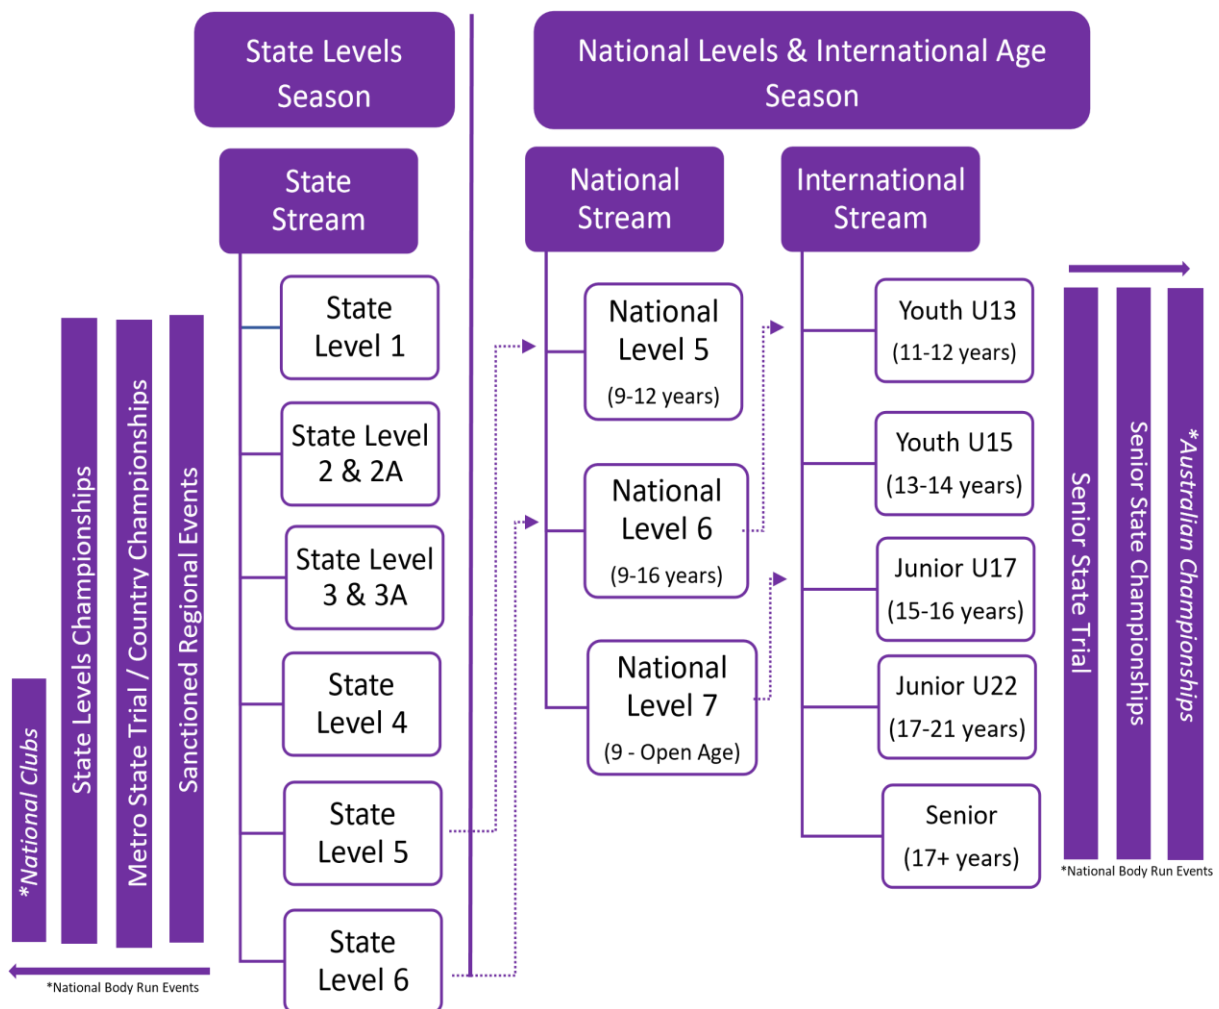 State Levels
Season
National Levels & International Age
Season
State
Stream
National
Stream
International
Stream
State
Level 1
State Level
2 & 2A
State Level
3 & 3A
State
Level 4
State
Level 5
State
Level 6
National
Level 5
(9-12 years)
National
Level 6
(9-16 years)
National
Level 7
(9 - Open Age)
Youth U13
(11-12 years)
Youth U15
(13-14 years)
Junior U17
(15-16 years)
Junior U22
(17-21 years)
Senior
(17+ years)
*National Clubs
State Levels Championships
Metro State Trial / Country Championships
Sanctioned Regional Events
*National Body Run Events
Senior State Trial
Senior State Championships
*Australian Championships
*National Body Run Events